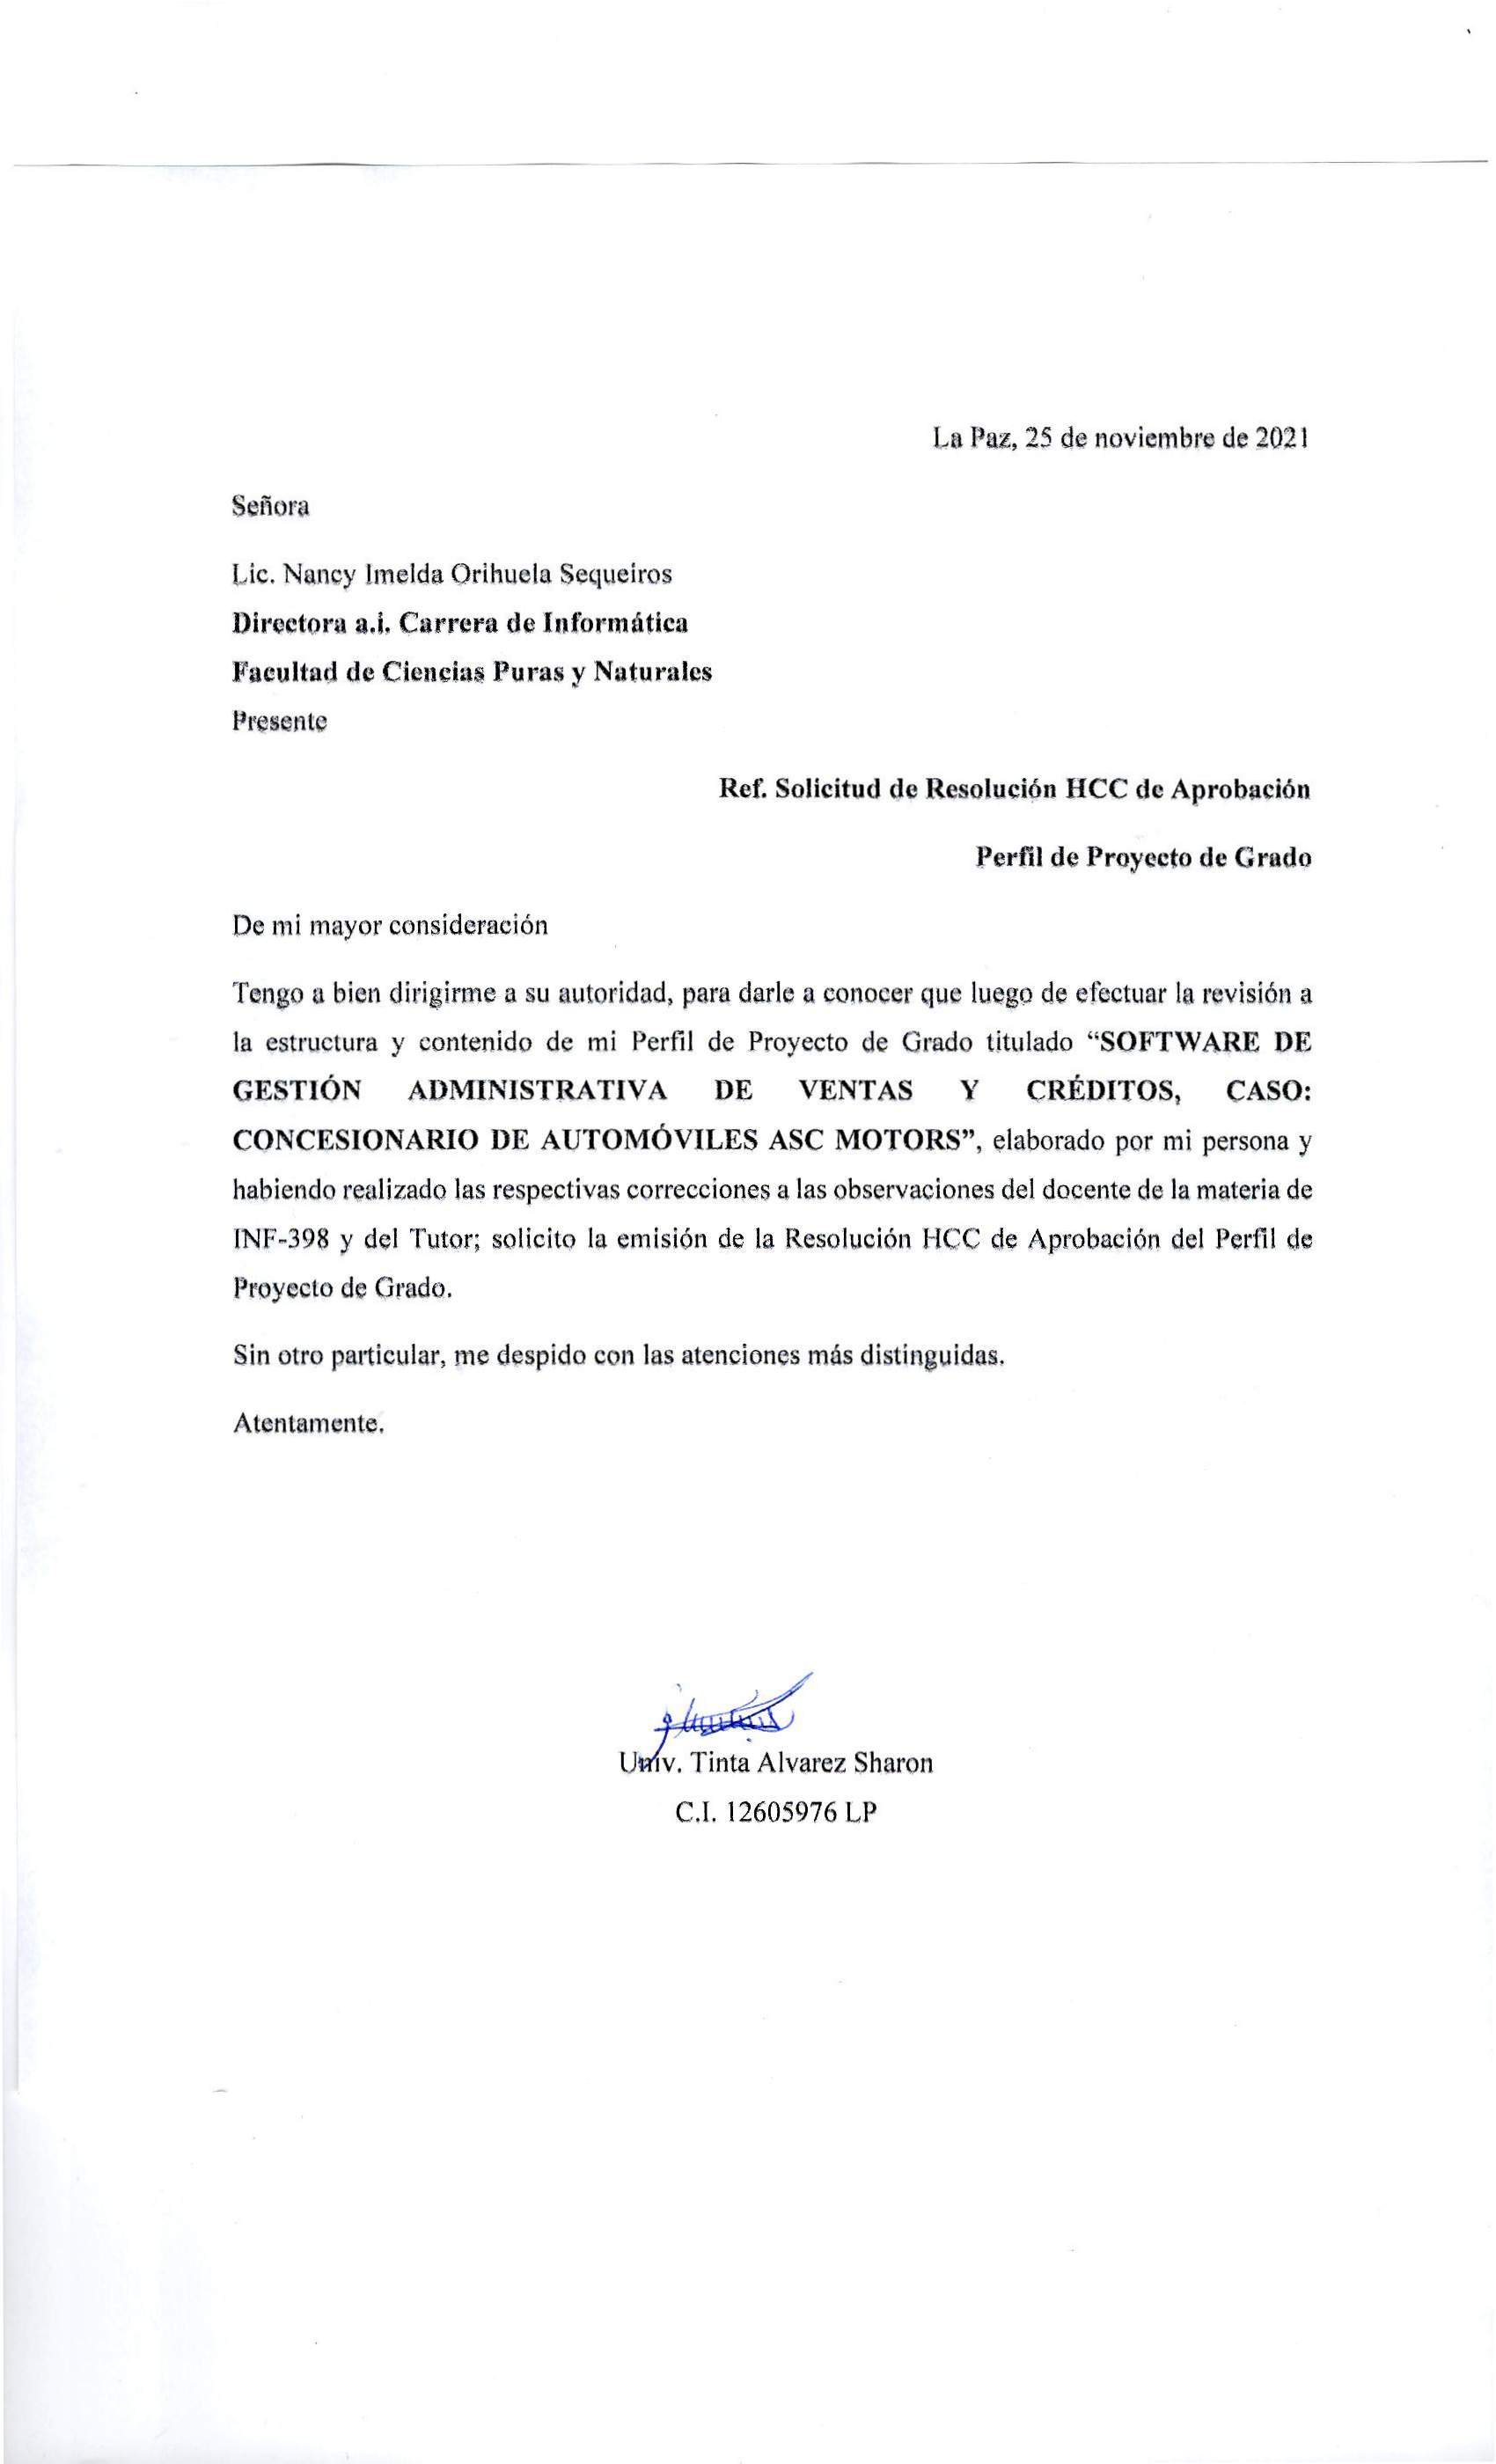 La Paz, 25 de noviembre de 2021
Señora
Lic. Nancy Imelda Orihuela Sequeiros
Directora a.i. Carrera de Informática
Facultad de Ciencias Puras y Naturales
Presente
Ref. Solicitud de Resolución HCC de Aprobación
Perfil de Proyecto de Grado
De mi mayor consideración
Tengo a bien dirigirme a su autoridad, para darle a conocer que luego de efectuar la revisión a
la estructura y contenido de mi Perfil de Proyecto de Grado titulado “SOFTWARE DE
GESTIÓN ADMINISTRATIVA DE VENTAS Y CRÉDITOS, CASO:
CONCESIONARIO DE AUTOMÓVILES ASC MOTORS”, elaborado por mi persona y
habiendo realizado las respectivas correcciones a las observaciones del docente de la materia de
INF-398 y del Tutor; solicito la emisión de la Resolución HCC de Aprobación del Perfil de
Proyecto de Grado.
Sin otro particular, me despido con las atenciones más distinguidas.
Atentamente.
Univ. Tinta Alvarez Sharon
C.I. 12605976 LP